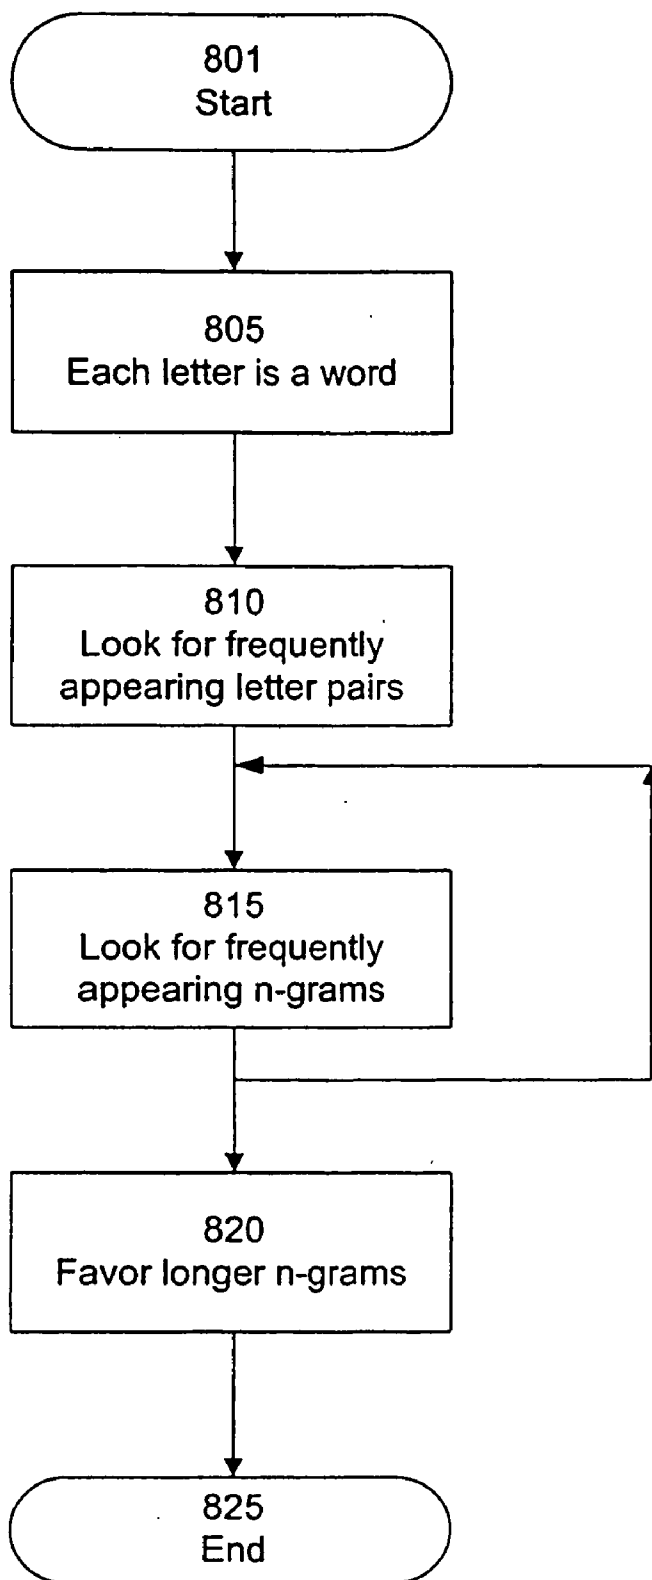 801
Start
805
Each letter is a word
810
Look for frequently
appearing letter pairs
815
Look for frequently
appearing n-grams
820
Favor longer n-grams
825
End